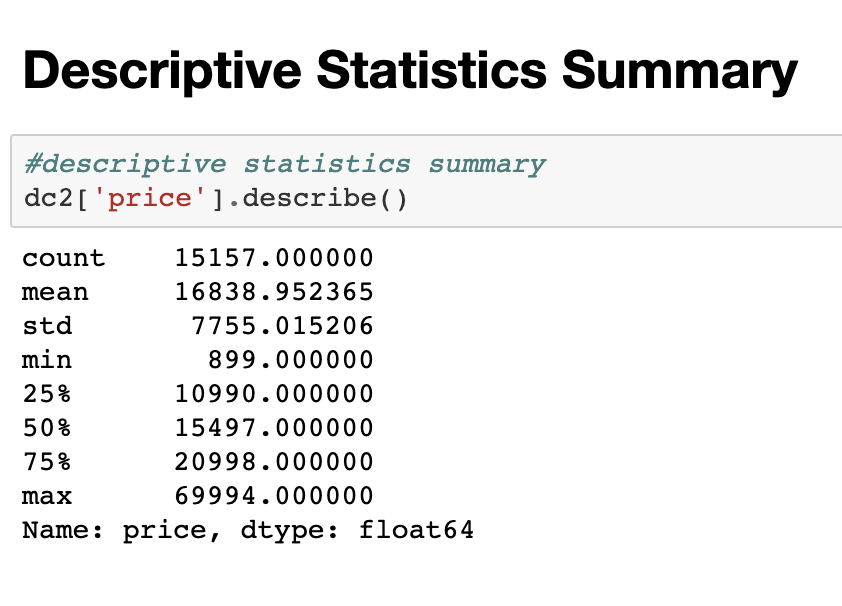 Descriptive Statistics Summary
#descriptive statistics summary
dc2['price'].describe()
count    15157.000000
mean     16838.952365
std       7755.015206
min        899.000000
25%      10990.000000
50%      15497.000000
75%      20998.000000
max      69994.000000
Name: price, dtype: float64